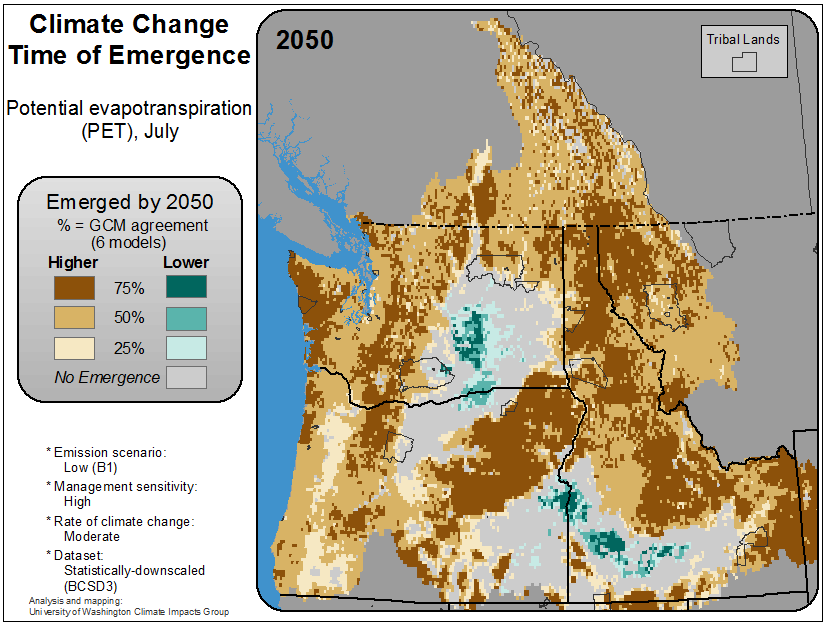 Climate Change
Time of Emergence
Potential evapotranspiration
(PET), July
Emerged by 2050
% = GCM agreement
(6 models)
Higher Lower
75%
50%
25%
No Emergence
* Emission scenario:
Low (B1)
* Management sensitivity:
High
* Rate of climate change:
Moderate
* Dataset:
Statistically-downscaled
(BCSD3)
Analysis and mapping:
University of Washington Climate Impacts Group
2050
Tribal Lands